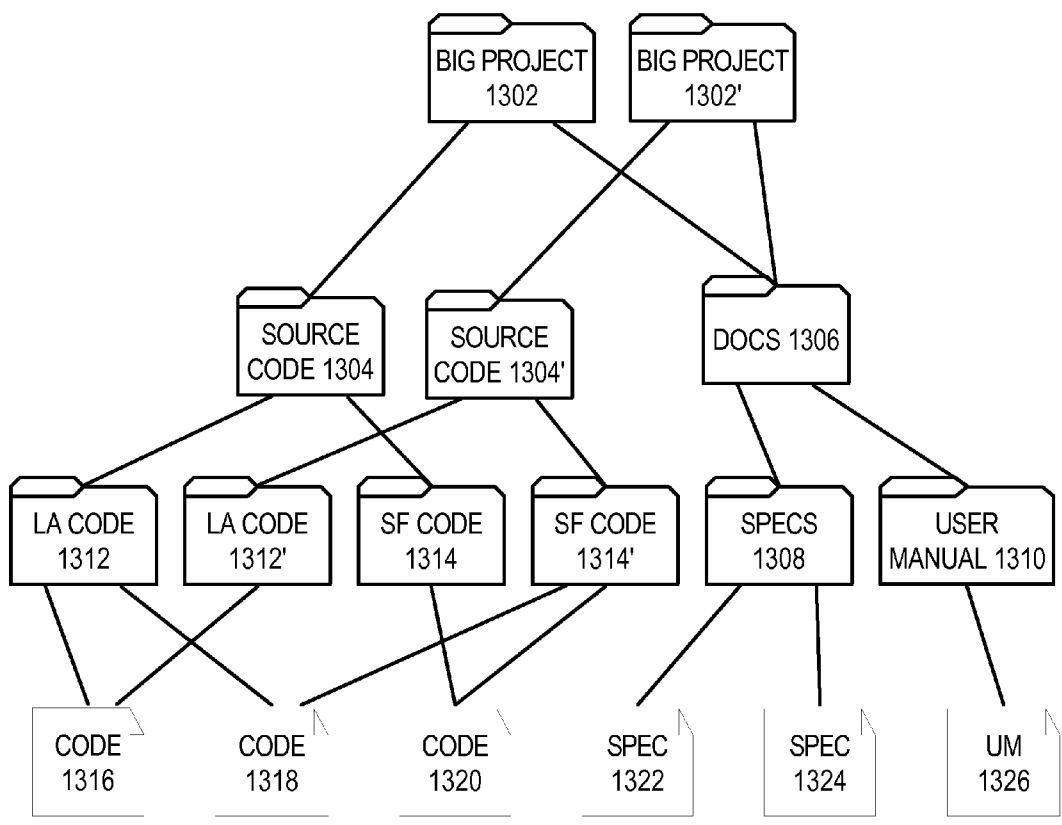 BIG PROJECT
1302
BIG PROJECT
1302'
SOURCE
CODE 1304
SOURCE
CODE 1304'
DOCS 1306
LA CODE
1312
LA CODE
1312'
SF CODE
1314
SF CODE
1314'
SPECS
1308
USER
MANUAL 1310
CODE
1316
CODE
1318
CODE
1320
SPEC
1322
SPEC
1324
UM
1326